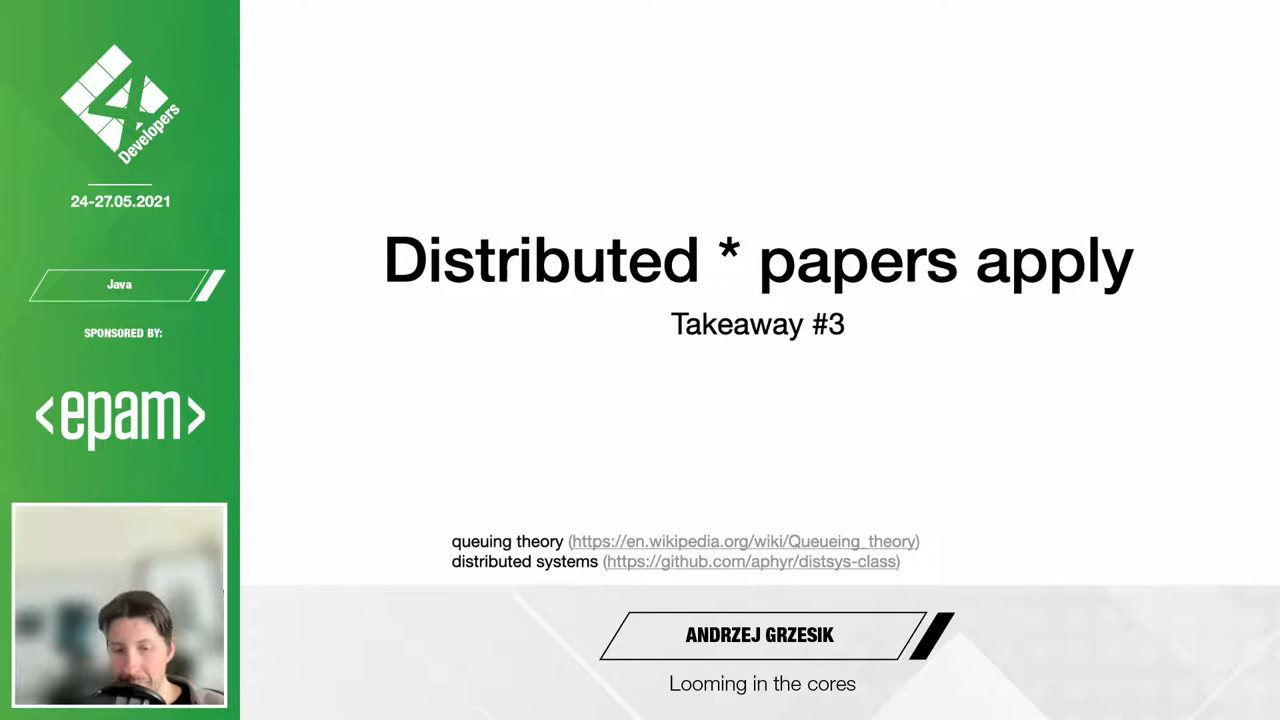 4
Developers
24-27.05.2021
Java
SPONSORED BY:
<epam>
Distributed * papers apply
Takeaway #3
queuing theory (https://en.wikipedia.org/wiki/Queueing_theory)
distributed systems (https://github.com/aphyr/distsys-class)
ANDRZEJ GRZESIK
Looming in the cores